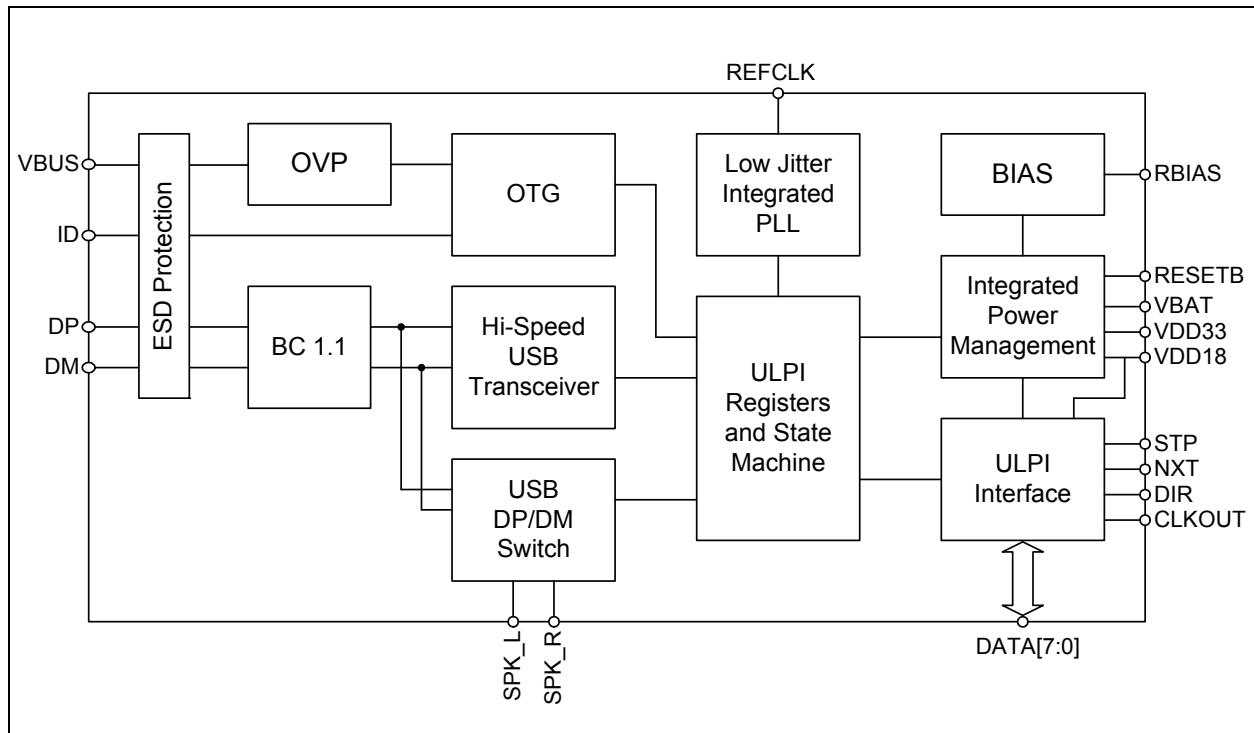 REFCLK
VBUS
ID
DP
DM
ESD Protection
OVP
OTG
BC 1.1
Hi-Speed
USB
Transceiver
USB
DP/DM
Switch
SPK_L
SPK_R
Low Jitter
Integrated
PLL
ULPI
Registers
and State
Machine
BIAS
Integrated
Power
Management
ULPI
Interface
RBIAS
RESETB
VBAT
VDD33
VDD18
STP
NXT
DIR
CLKOUT
DATA[7:0]